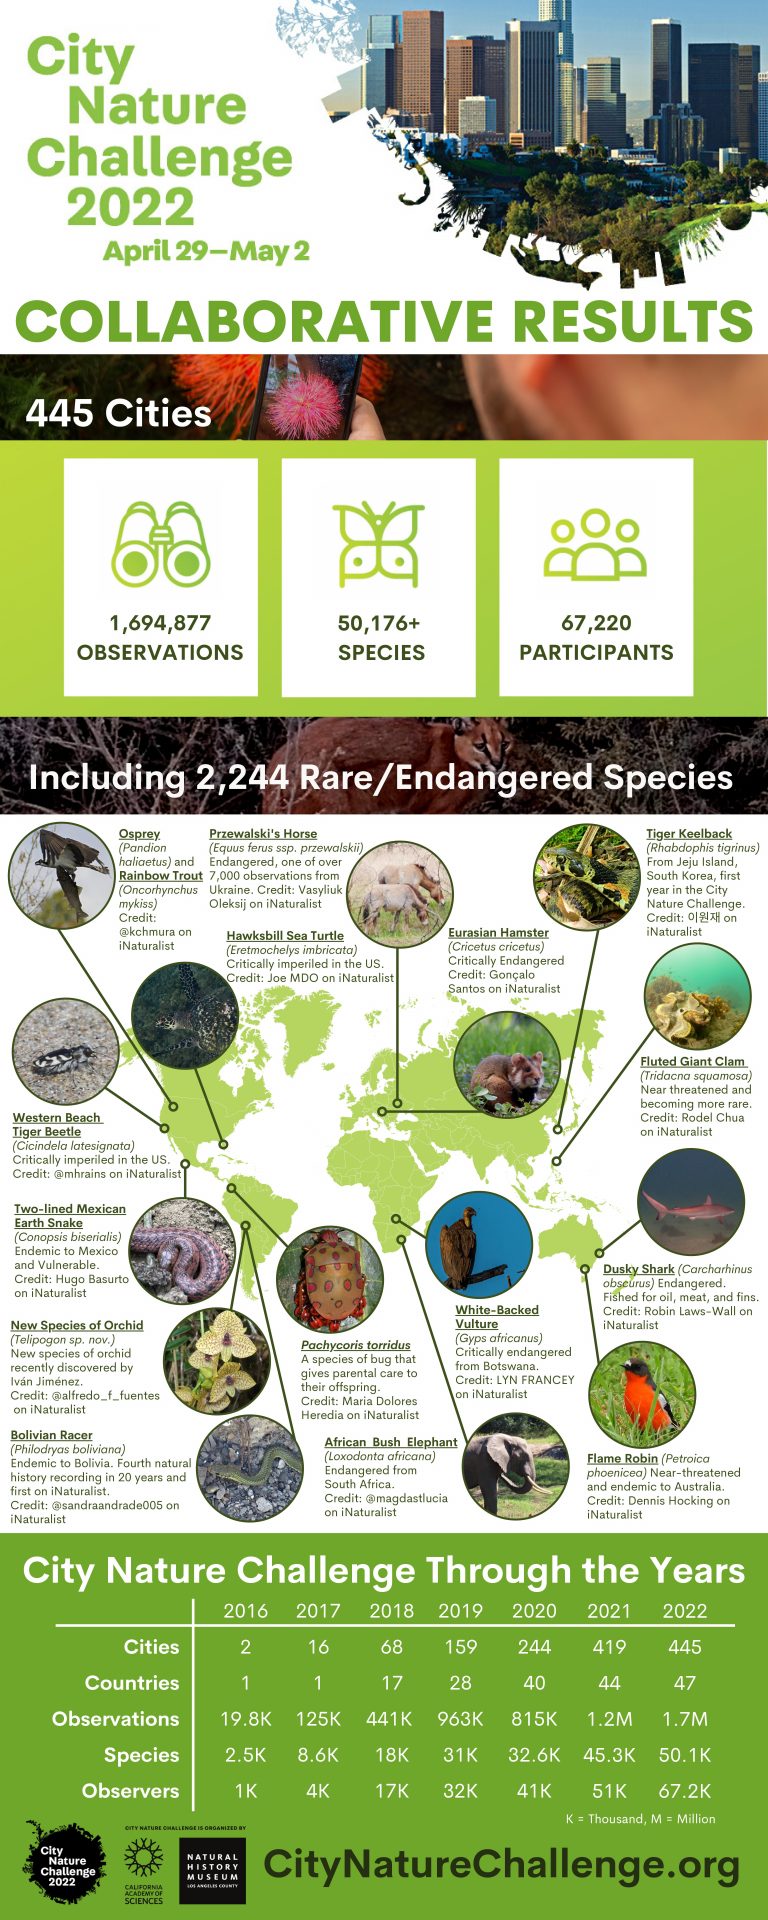 City
Nature
Challenge
2022
April 29–May 2
COLLABORATIVE RESULTS
445 Cities
1,694,877
OBSERVATIONS
50,176+
SPECIES
67,220
PARTICIPANTS
Including 2,244 Rare/Endangered Species
Osprey
(Pandion
haliaetus) and
Rainbow Trout
(Oncorhynchus
mykiss)
Credit:
@kchmura on
iNaturalist
Przewalski's Horse
(Equus ferus ssp. przewalskii)
Endangered, one of over
7,000 observations from
Ukraine. Credit: Vasyliuk
Oleksij on iNaturalist
Tiger Keelback
(Rhabdophis tigrinus)
From Jeju Island,
South Korea, first
year in the City
Nature Challenge.
Credit: 이원재 on
iNaturalist
Hawksbill Sea Turtle
(Eretmochelys imbricata)
Critically imperiled in the US.
Credit: Joe MDO on iNaturalist
Eurasian Hamster
(Cricetus cricetus)
Critically Endangered
Credit: Gonçalo
Santos on iNaturalist
Fluted Giant Clam
(Tridacna squamosa)
Near threatened and
becoming more rare.
Credit: Rodel Chua
on iNaturalist
Western Beach
Tiger Beetle
(Cicindela latesignata)
Critically imperiled in the US.
Credit: @mhrains on iNaturalist
Two-lined Mexican
Earth Snake
(Conopsis biserialis)
Endemic to Mexico
and Vulnerable.
Credit: Hugo Basurto
on iNaturalist
Dusky Shark (Carcharhinus
obscurus) Endangered.
Fished for oil, meat, and fins.
Credit: Robin Laws-Wall on
iNaturalist
New Species of Orchid
(Telipogon sp. nov.)
New species of orchid
recently discovered by
Iván Jiménez.
Credit: @alfredo_f_fuentes
on iNaturalist
Pachycoris torridus
A species of bug that
gives parental care to
their offspring.
Credit: Maria Dolores
Heredia on iNaturalist
White-Backed
Vulture
(Gyps africanus)
Critically endangered
from Botswana.
Credit: LYN FRANCEY
on iNaturalist
Bolivian Racer
(Philodryas boliviana)
Endemic to Bolivia. Fourth natural
history recording in 20 years and
first on iNaturalist.
Credit: @sandraandrade005 on
iNaturalist
African Bush Elephant
(Loxodonta africana)
Endangered from
South Africa.
Credit: @magdastlucia
on iNaturalist
Flame Robin (Petroica
phoenicea) Near-threatened
and endemic to Australia.
Credit: Dennis Hocking on
iNaturalist
City Nature Challenge Through the Years
2016 2017 2018 2019 2020 2021 2022
Cities 2 16 68 159 244 419 445
Countries 1 1 17 28 40 44 47
Observations 19.8K 125K 441K 963K 815K 1.2M 1.7M
Species 2.5K 8.6K 18K 31K 32.6K 45.3K 50.1K
Observers 1K 4K 17K 32K 41K 51K 67.2K
K = Thousand, M = Million
City
Nature
Challenge
2022
CITY NATURE CHALLENGE IS ORGANIZED BY
CALIFORNIA
ACADEMY OF
SCIENCES
NATURAL
HISTORY
MUSEUM
LOS ANGELES COUNTY
CityNatureChallenge.org